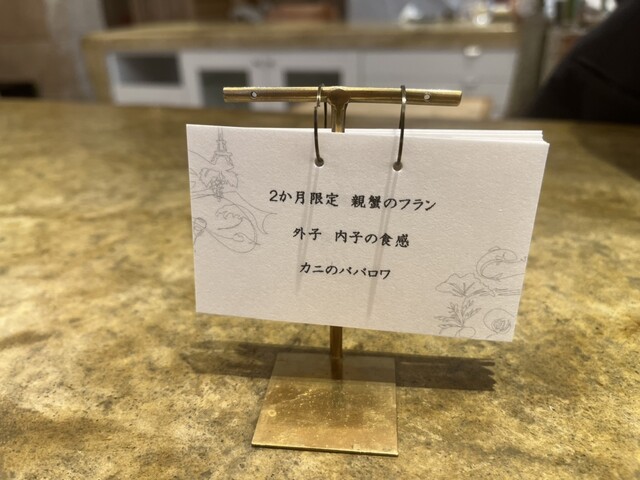 2か月限定 親蟹のフラン
外子 内子の食感
カニのババロワ